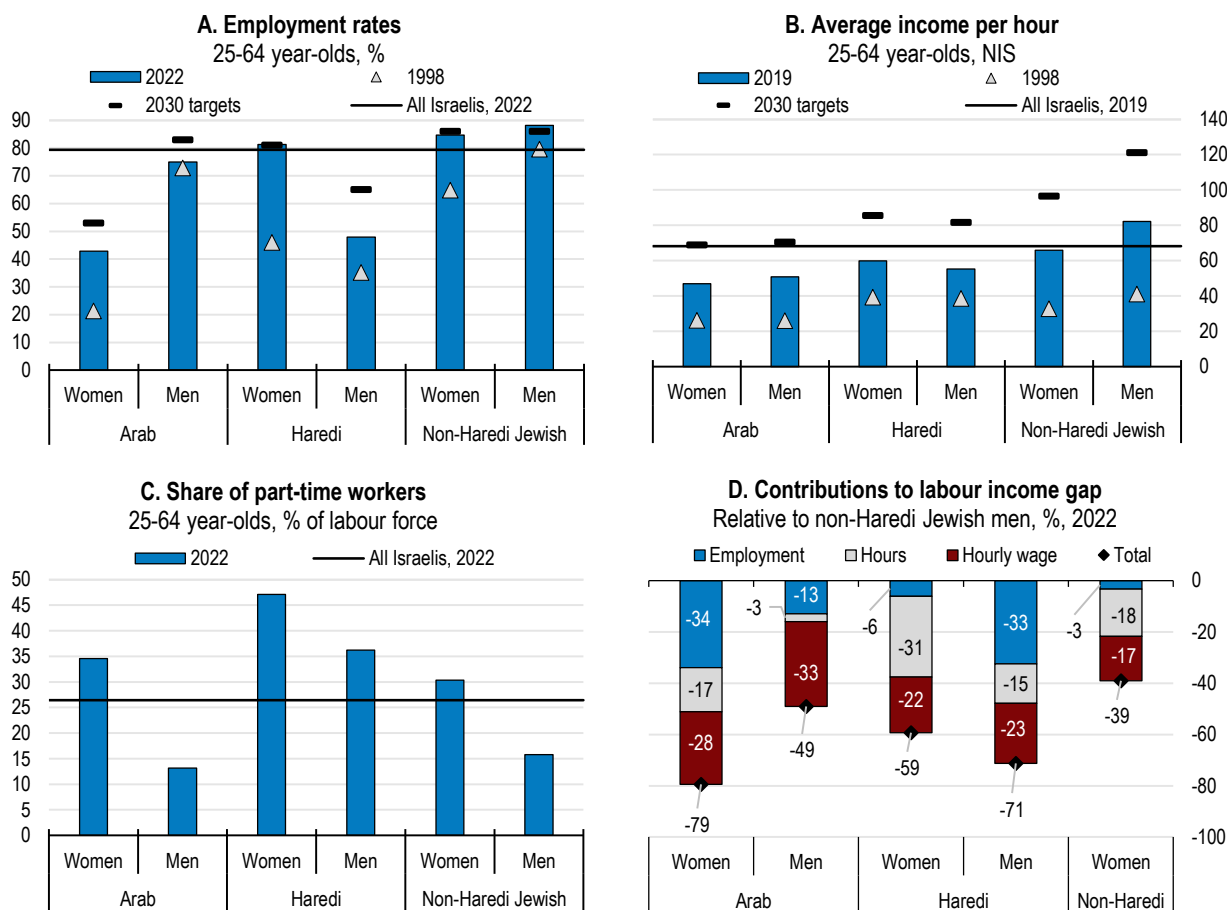 A. Employment rates
25-64 year-olds, %
2022
1998
2030 targets
All Israelis, 2022
90
80
70
60
50
40
30
20
10
0
Women Men Women Men Women Men
Arab Haredi Non-Haredi Jewish
B. Average income per hour
25-64 year-olds, NIS
2019
1998
2030 targets
All Israelis, 2019
140
120
100
80
60
40
20
0
Women Men Women Men Women Men
Arab Haredi Non-Haredi Jewish
C. Share of part-time workers
25-64 year-olds, % of labour force
2022
All Israelis, 2022
50
45
40
35
30
25
20
15
10
5
0
Women Men Women Men Women Men
Arab Haredi Non-Haredi Jewish
D. Contributions to labour income gap
Relative to non-Haredi Jewish men, %, 2022
Employment Hours Hourly wage Total
0
-20
-40
-60
-80
-100
-34
-17
-28
-79
-13
-3
-33
-49
-6
-31
-22
-59
-33
-15
-23
-71
-3
-18
-17
-39
Women Men Women Men Women
Arab Haredi Non-Haredi